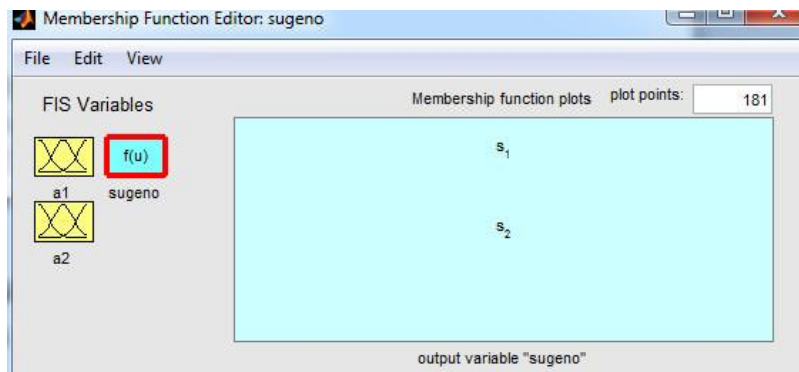 Membership Function Editor: sugeno
File Edit View
FIS Variables
Membership function plots plot points: 181
f(u)
a1 sugeno
a2
s1
s2
output variable "sugeno"